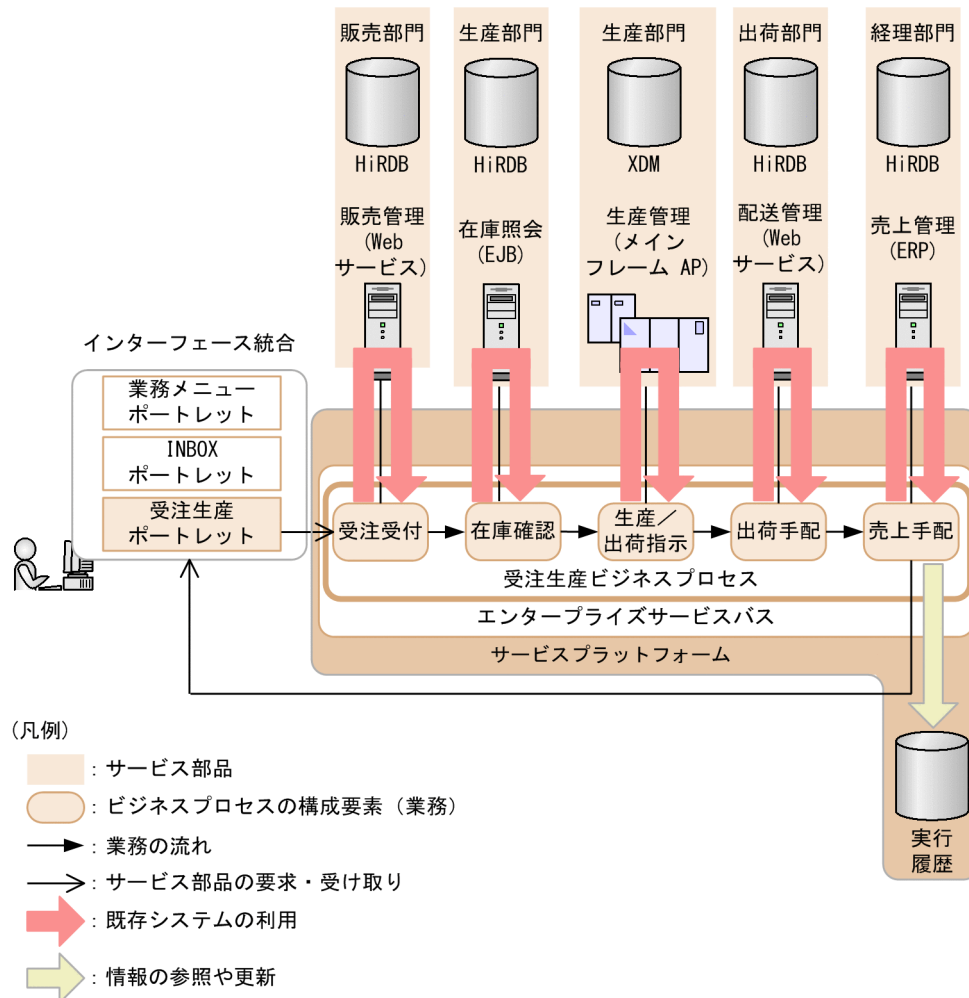 販売部門
生産部門
生産部門
出荷部門
経理部門
HiRDB
HiRDB
XDM
HiRDB
HiRDB
販売管理
(Web
サービス)
在庫照会
(EJB)
生産管理
(メイン
フレーム AP)
配送管理
(Web
サービス)
売上管理
(ERP)
インターフェース統合
業務メニュー
ポートレット
INBOX
ポートレット
受注生産
ポートレット
受注受付
在庫確認
生産／
出荷指示
出荷手配
売上手配
受注生産ビジネスプロセス
エンタープライズサービスバス
サービスプラットフォーム
実行
履歴
(凡例)
：サービス部品
：ビジネスプロセスの構成要素（業務）
：業務の流れ
：サービス部品の要求・受け取り
：既存システムの利用
：情報の参照や更新